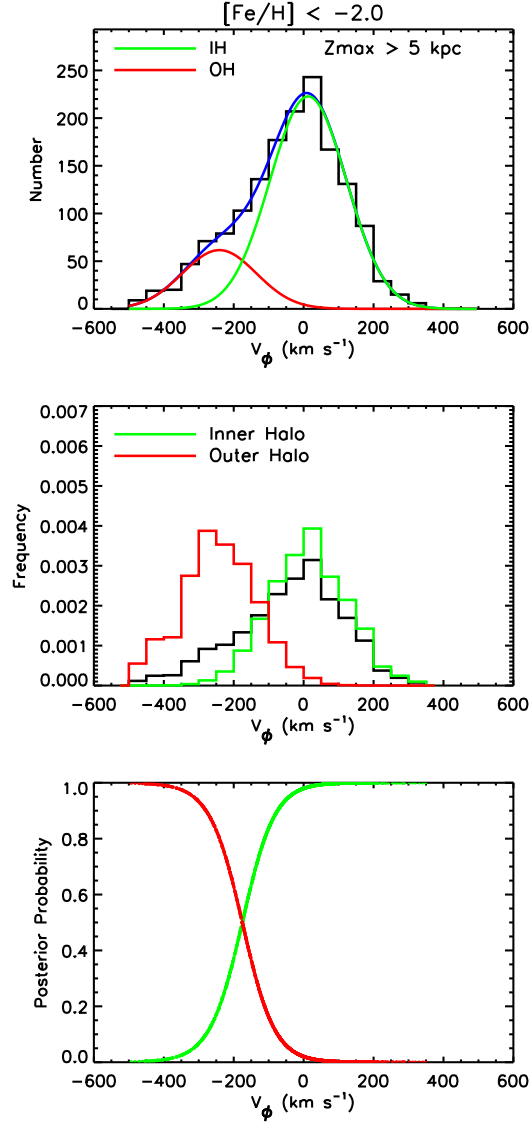 [Fe/H] < −2.0
IH
Zmax > 5 kpc
OH
250
200
150
100
50
0
Number
−600 −400 −200 0 200 400 600
Vϕ (km s⁻¹)
0.007
Inner Halo
0.006
Outer Halo
0.005
0.004
0.003
0.002
0.001
0.000
Frequency
−600 −400 −200 0 200 400 600
Vϕ (km s⁻¹)
1.0
0.8
0.6
0.4
0.2
0.0
Posterior Probability
−600 −400 −200 0 200 400 600
Vϕ (km s⁻¹)